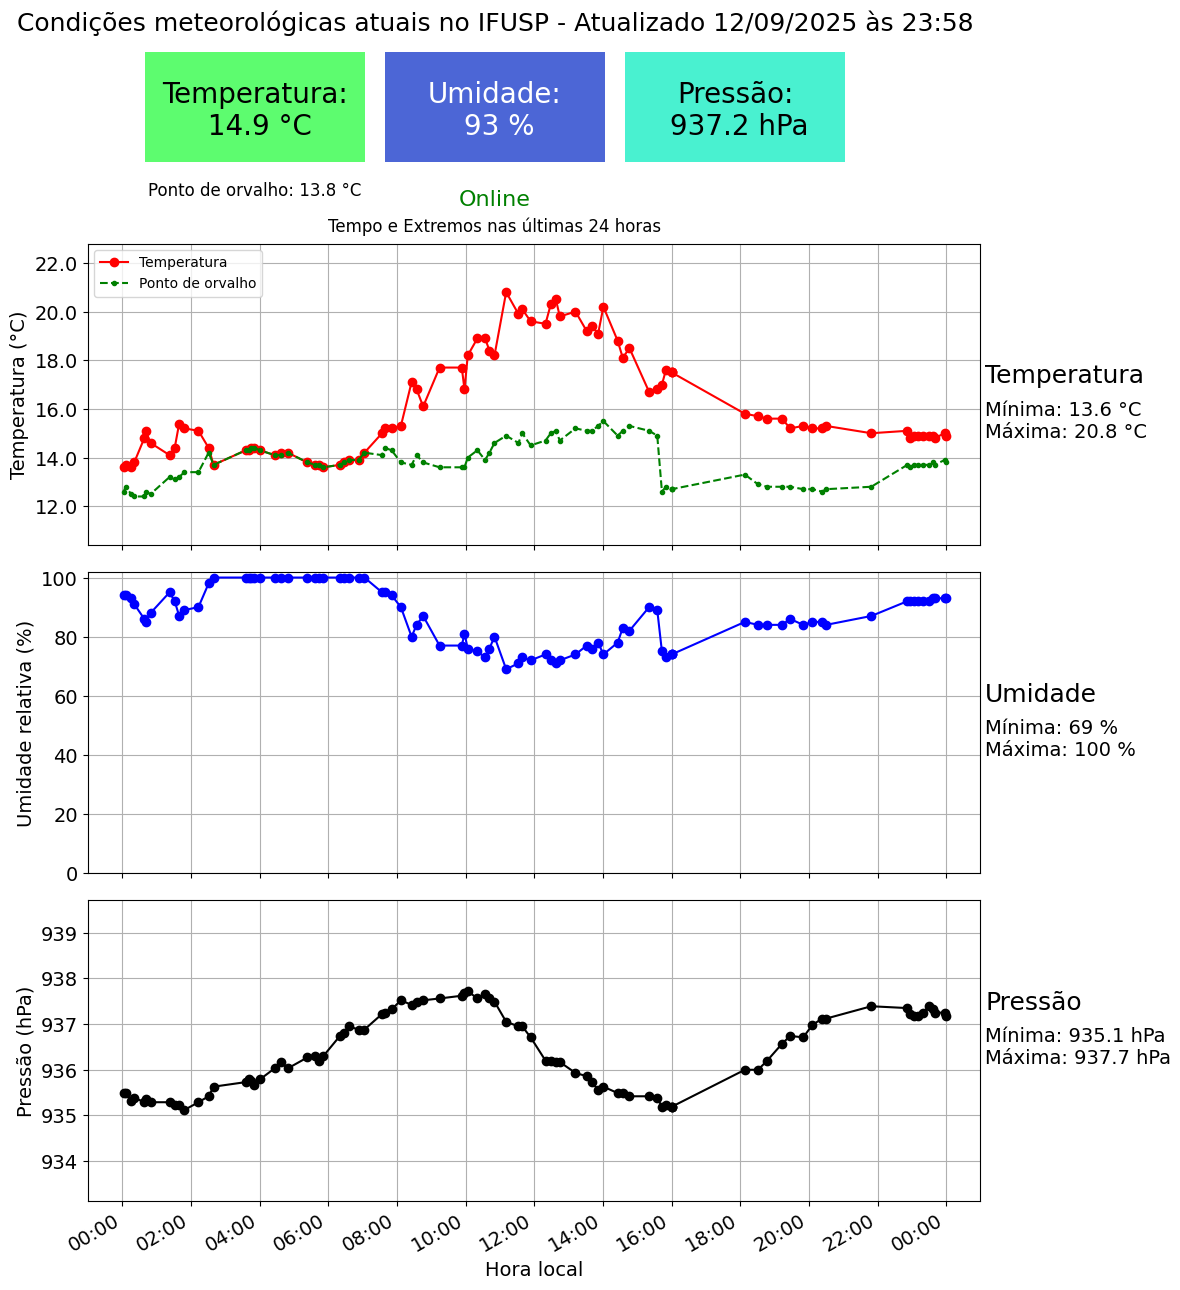 Condições meteorológicas atuais no IFUSP - Atualizado 12/09/2025 às 23:58
Temperatura:
14.9 °C
Umidade:
93 %
Pressão:
937.2 hPa
Ponto de orvalho: 13.8 °C
Online
Tempo e Extremos nas últimas 24 horas
Temperatura
Ponto de orvalho
Temperatura (°C)
22.0
20.0
18.0
16.0
14.0
12.0
Temperatura
Mínima: 13.6 °C
Máxima: 20.8 °C
Umidade relativa (%)
100
80
60
40
20
0
Umidade
Mínima: 69 %
Máxima: 100 %
Pressão (hPa)
939
938
937
936
935
934
Pressão
Mínima: 935.1 hPa
Máxima: 937.7 hPa
00:00
02:00
04:00
06:00
08:00
10:00
12:00
14:00
16:00
18:00
20:00
22:00
00:00
Hora local